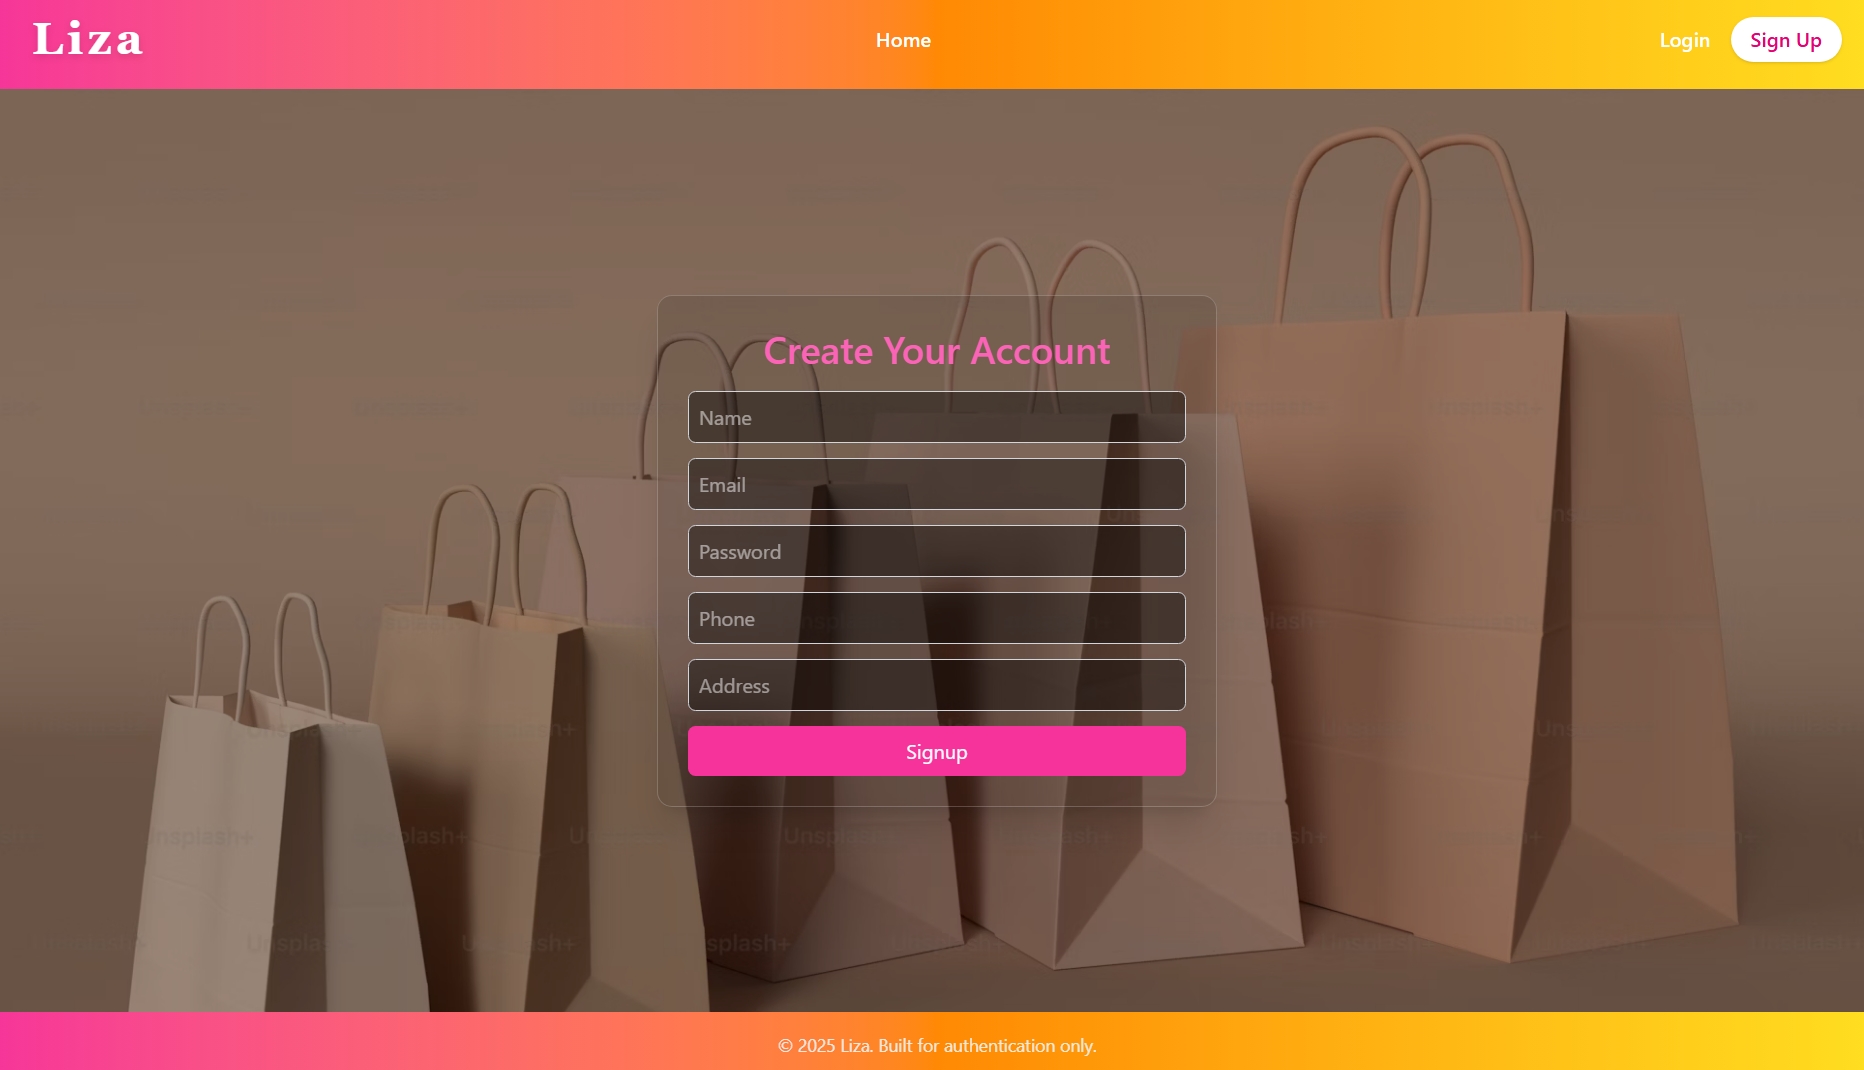 Liza
Home
Login
Sign Up
Create Your Account
Name
Email
Password
Phone
Address
Signup
© 2025 Liza. Built for authentication only.
Unsplash+